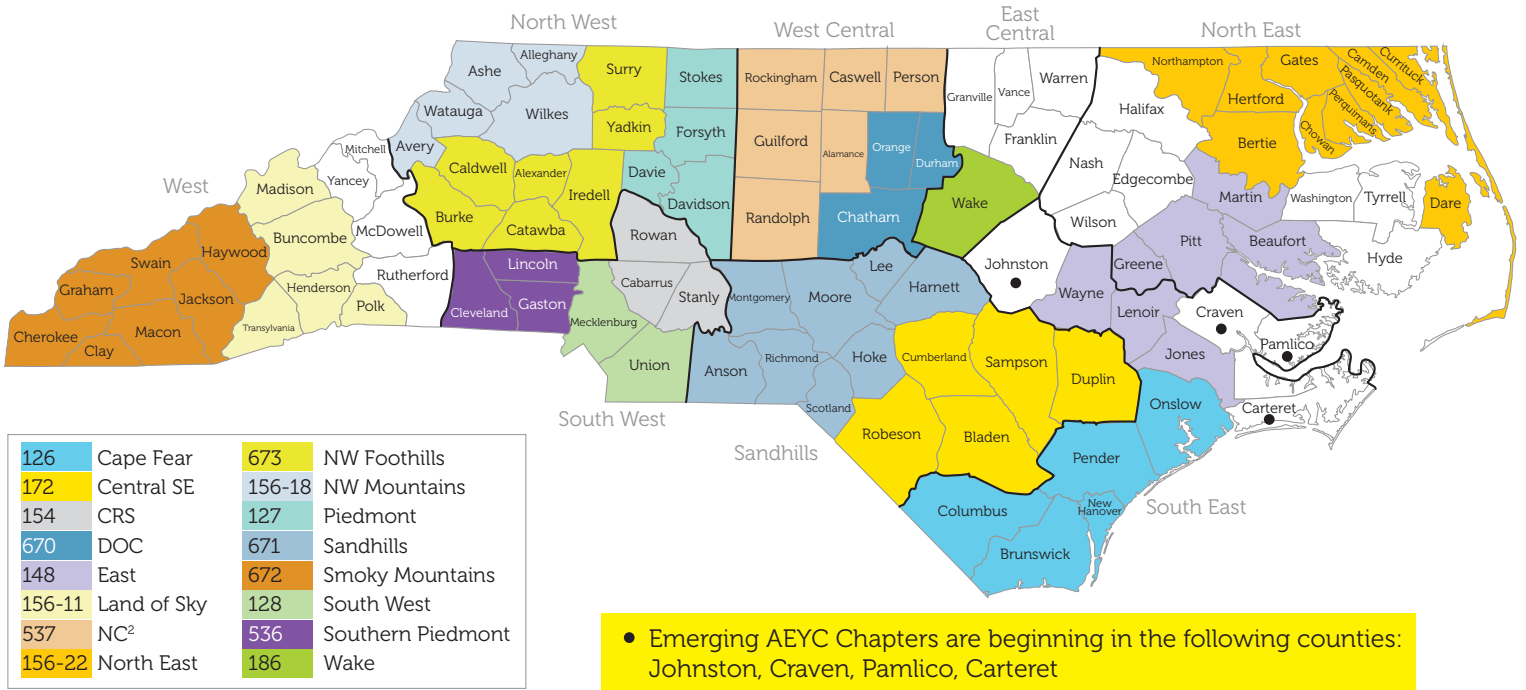 North West
West Central
East
Central
North East
West
South West
Sandhills
South East
Ashe
Alleghany
Surry
Stokes
Rockingham
Caswell
Person
Granville
Vance
Warren
Northampton
Gates
Camden
Currituck
Pasquotank
Perquimans
Chowan
Hertford
Halifax
Bertie
Watauga
Wilkes
Yadkin
Forsyth
Guilford
Alamance
Orange
Durham
Franklin
Nash
Edgecombe
Mitchell
Avery
Yancey
Caldwell
Alexander
Iredell
Davie
Davidson
Randolph
Chatham
Wake
Wilson
Martin
Washington
Tyrrell
Dare
Madison
Buncombe
McDowell
Burke
Catawba
Rowan
Johnston
Pitt
Beaufort
Hyde
Haywood
Swain
Graham
Jackson
Cherokee
Macon
Clay
Henderson
Transylvania
Polk
Rutherford
Cleveland
Lincoln
Gaston
Cabarrus
Stanly
Mecklenburg
Union
Montgomery
Moore
Lee
Harnett
Wayne
Greene
Lenoir
Craven
Pamlico
Jones
Carteret
Anson
Richmond
Hoke
Scotland
Cumberland
Sampson
Duplin
Onslow
Robeson
Bladen
Pender
Columbus
New
Hanover
Brunswick
126 Cape Fear
172 Central SE
154 CRS
670 DOC
148 East
156-11 Land of Sky
537 NC²
156-22 North East
673 NW Foothills
156-18 NW Mountains
127 Piedmont
671 Sandhills
672 Smoky Mountains
128 South West
536 Southern Piedmont
186 Wake
• Emerging AEYC Chapters are beginning in the following counties:
Johnston, Craven, Pamlico, Carteret